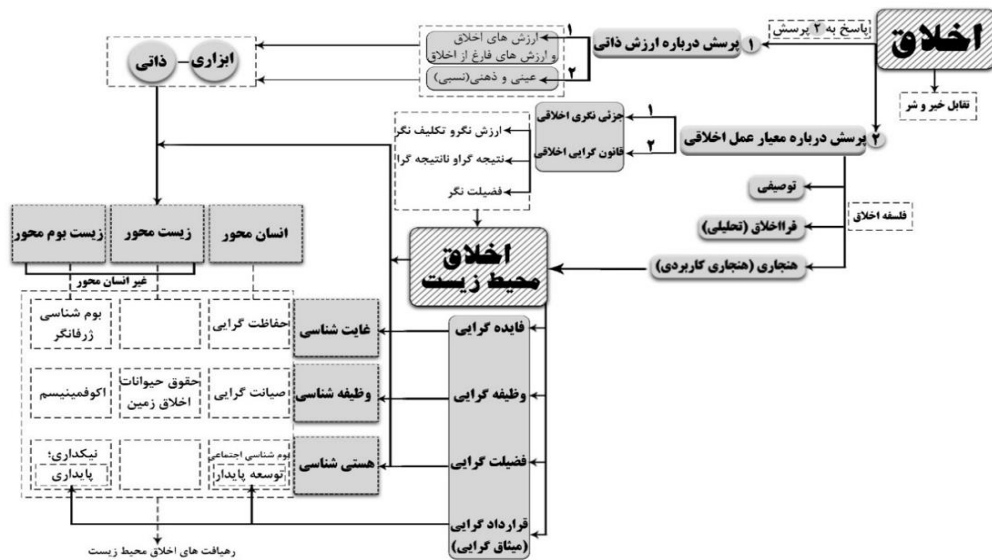 اخلاق
پاسخ به ۲ پرسش
تقابل خیر و شر
۱ پرسش درباره ارزش ذاتی
۱
ارزش های اخلاق
و ارزش های فارغ از اخلاق
۲
عینی و ذهنی(نسبی)
ابزاری
ذاتی
۲ پرسش درباره معیار عمل اخلاقی
۱
جزئی نگری اخلاقی
۲
قانون گرایی اخلاقی
ارزش نگرو تکلیف نگر
نتیجه گراو نانتیجه گرا
فضیلت نگر
فلسفه اخلاق
توصیفی
فرااخلاق (تحلیلی)
هنجاری (هنجاری کاربردی)
اخلاق
محیط زیست
انسان محور
زیست محور
زیست بوم محور
غیر انسان محور
فایده گرایی
وظیفه گرایی
فضیلت گرایی
قرارداد گرایی
(میثاق گرایی)
غایت شناسی
حفاظت گرایی
بوم شناسی
ژرفانگر
وظیفه شناسی
صیانت گرایی
حقوق حیوانات
اخلاق زمین
اکوفمینیسم
هستی شناسی
بوم شناسی اجتماعی
توسعه پایدار
نیکداری؛
پایداری
رهیافت های اخلاق محیط زیست